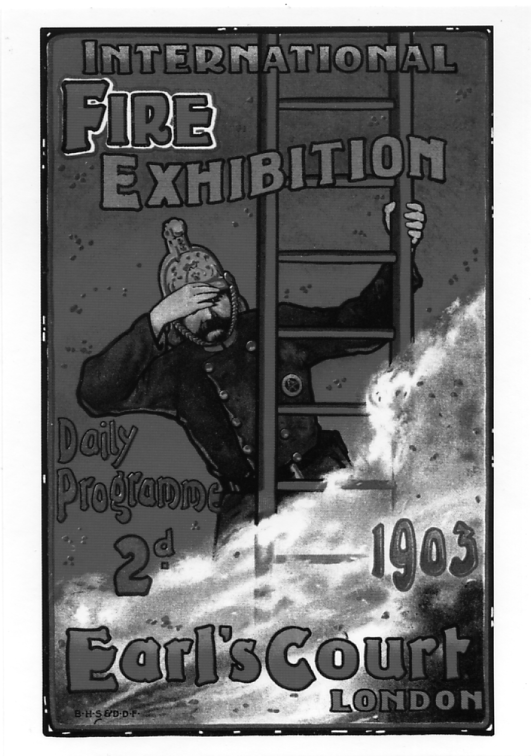 INTERNATIONAL
FIRE
EXHIBITION
Daily
Programme
2d
1903
Earl's Court
LONDON